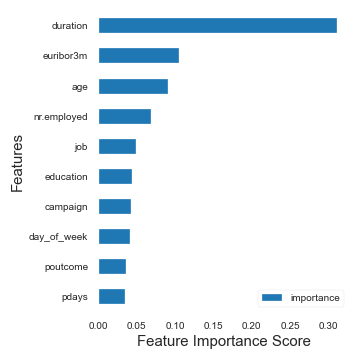 duration
euribor3m
age
nr.employed
job
education
campaign
day_of_week
poutcome
pdays
Features
importance
0.00 0.05 0.10 0.15 0.20 0.25 0.30
Feature Importance Score